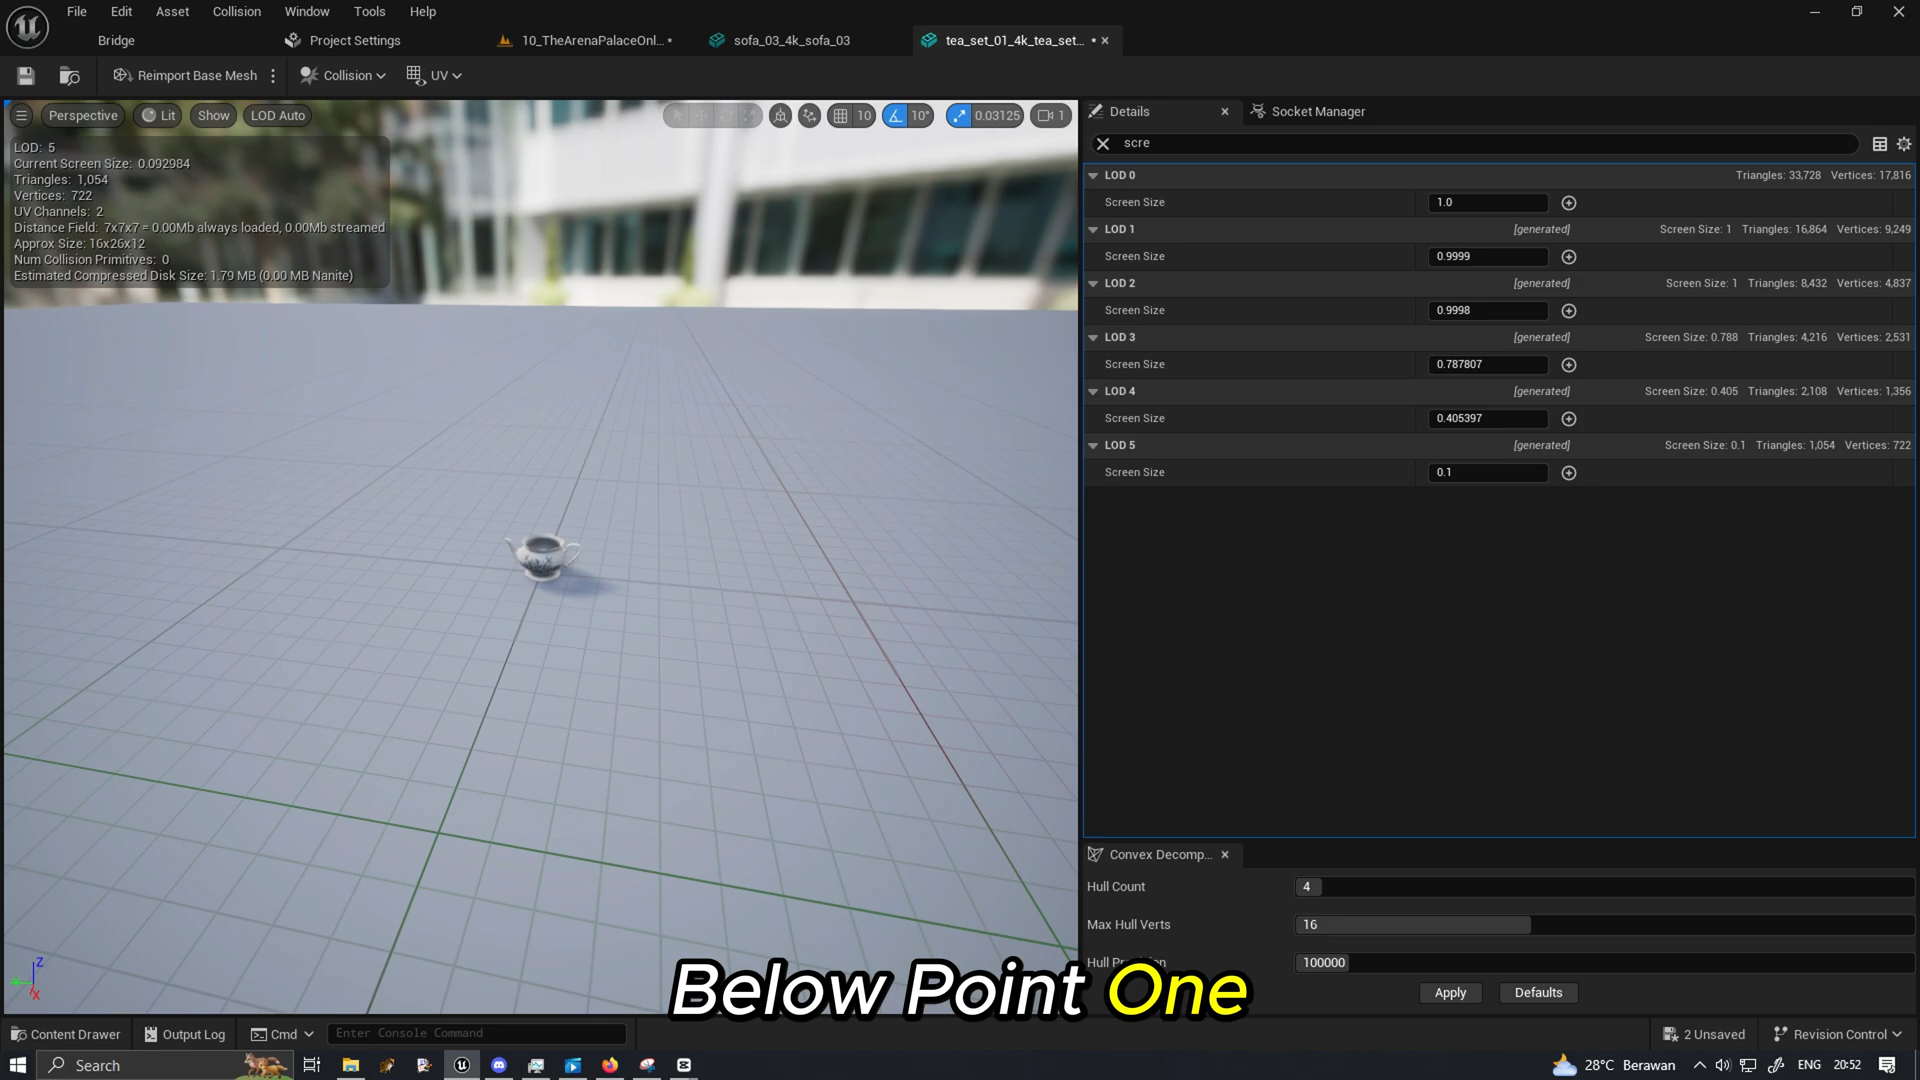 File Edit Asset Collision Window Tools Help
Bridge Project Settings 10_TheArenaPalaceOnl... * sofa_03_4k_sofa_03 tea_set_01_4k_tea_set... *
Reimport Base Mesh Collision UV
Perspective Lit Show LOD Auto 10 10° 0.03125 1
LOD: 5
Current Screen Size: 0.092984
Triangles: 1,054
Vertices: 722
UV Channels: 2
Distance Field: 7x7x7 = 0.00Mb always loaded, 0.00Mb streamed
Approx Size: 16x26x12
Num Collision Primitives: 0
Estimated Compressed Disk Size: 1.79 MB (0.00 MB Nanite)
Z
X
Details Socket Manager
scre
LOD 0 Triangles: 33,728 Vertices: 17,816
Screen Size 1.0
LOD 1 [generated] Screen Size: 1 Triangles: 16,864 Vertices: 9,249
Screen Size 0.9999
LOD 2 [generated] Screen Size: 1 Triangles: 8,432 Vertices: 4,837
Screen Size 0.9998
LOD 3 [generated] Screen Size: 0.788 Triangles: 4,216 Vertices: 2,531
Screen Size 0.787807
LOD 4 [generated] Screen Size: 0.405 Triangles: 2,108 Vertices: 1,356
Screen Size 0.405397
LOD 5 [generated] Screen Size: 0.1 Triangles: 1,054 Vertices: 722
Screen Size 0.1
Convex Decomp...
Hull Count 4
Max Hull Verts 16
Hull 100000
Apply Defaults
Below Point One
Content Drawer Output Log Cmd Enter Console Command 2 Unsaved Revision Control
Search 28°C Berawan ENG 20:52